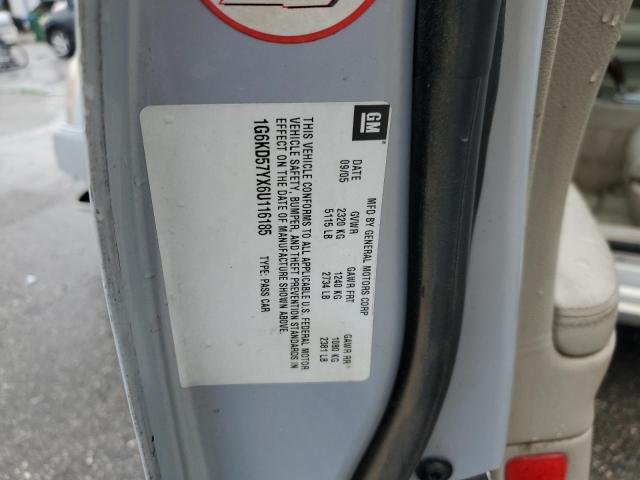 GM
MFD BY GENERAL MOTORS CORP
09/05
GVWR
GAWR FRT
GAWR RR
2320 KG
1240 KG
1080 KG
5115 LB
2734 LB
2381 LB
THIS VEHICLE CONFORMS TO ALL APPLICABLE U.S. FEDERAL MOTOR
VEHICLE SAFETY, BUMPER, AND THEFT PREVENTION STANDARDS IN
EFFECT ON THE DATE OF MANUFACTURE SHOWN ABOVE.
1G6KD57YX6U116185
TYPE: PASS CAR